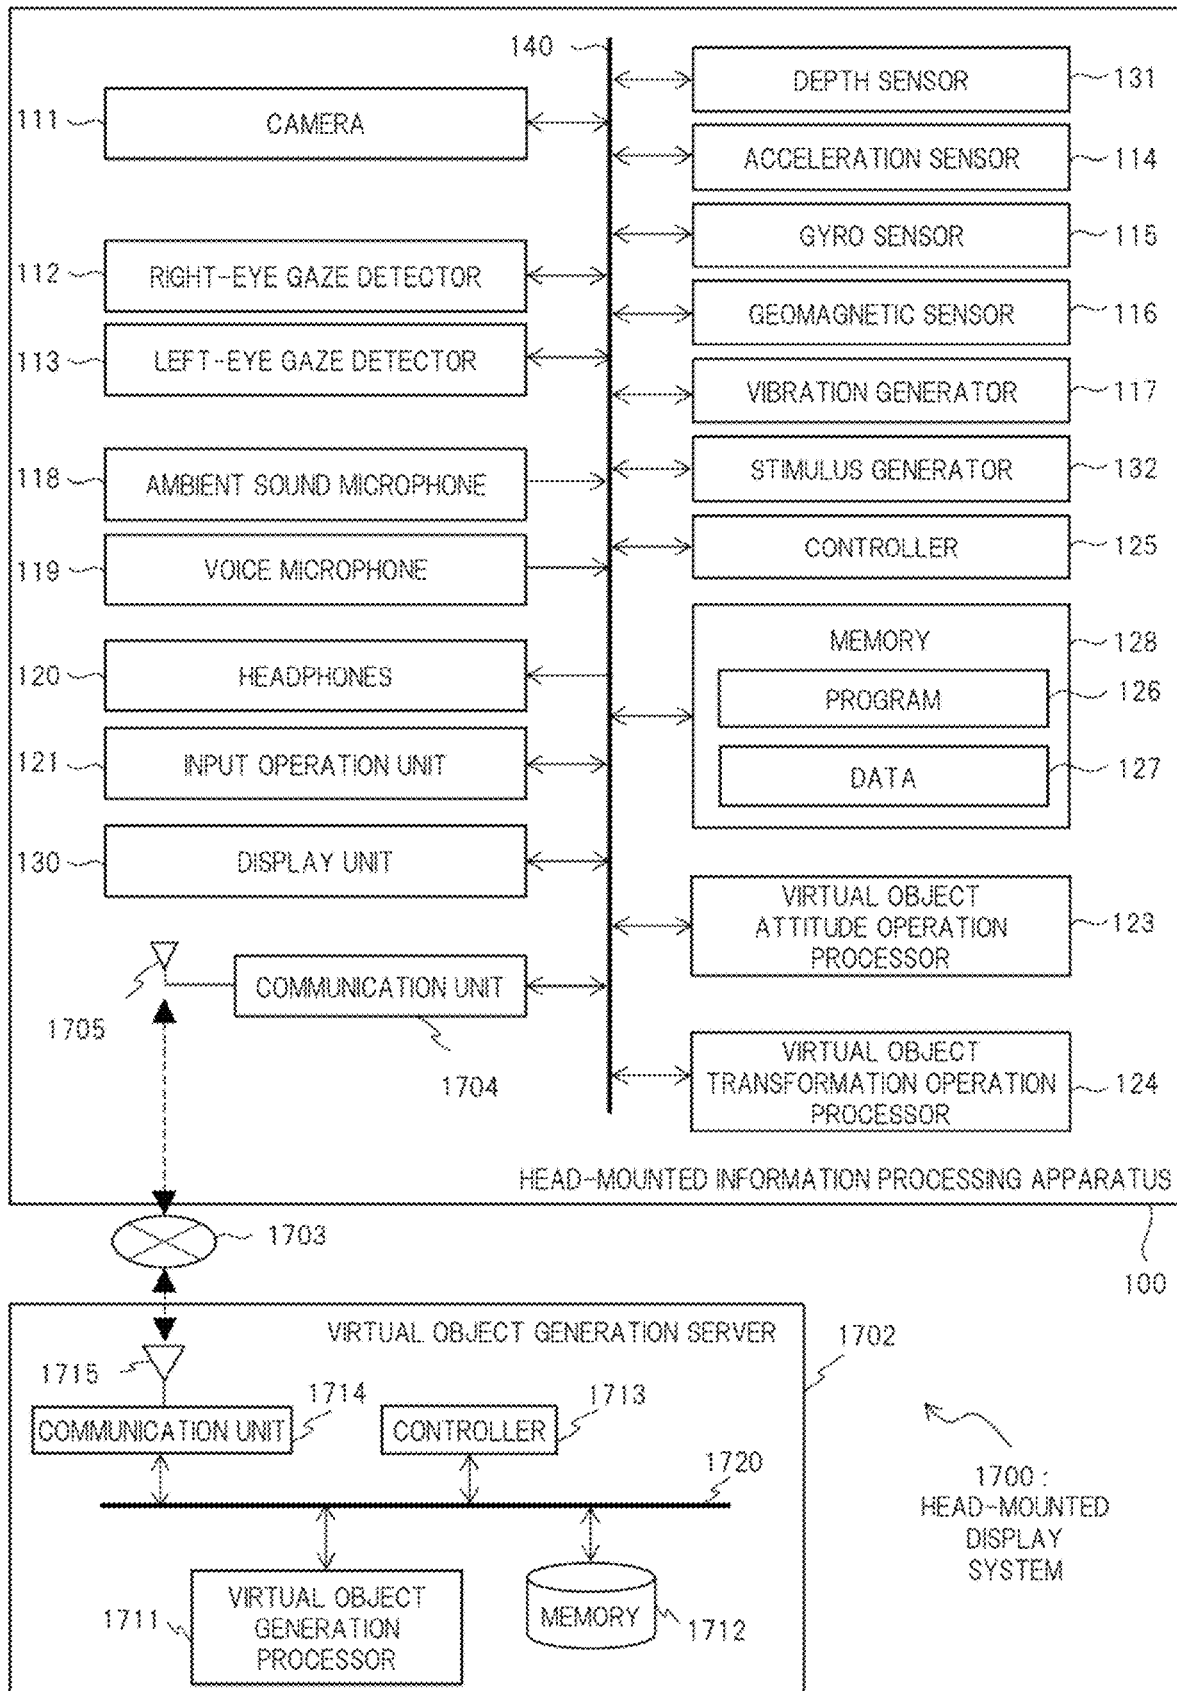 140
DEPTH SENSOR
131
111
CAMERA
ACCELERATION SENSOR
114
GYRO SENSOR
115
112
RIGHT-EYE GAZE DETECTOR
GEOMAGNETIC SENSOR
116
113
LEFT-EYE GAZE DETECTOR
VIBRATION GENERATOR
117
118
AMBIENT SOUND MICROPHONE
STIMULUS GENERATOR
132
119
VOICE MICROPHONE
CONTROLLER
125
MEMORY
128
120
HEADPHONES
PROGRAM
126
121
INPUT OPERATION UNIT
DATA
127
130
DISPLAY UNIT
VIRTUAL OBJECT
ATTITUDE OPERATION
PROCESSOR
123
COMMUNICATION UNIT
1705
1704
VIRTUAL OBJECT
TRANSFORMATION OPERATION
PROCESSOR
124
HEAD-MOUNTED INFORMATION PROCESSING APPARATUS
1703
100
VIRTUAL OBJECT GENERATION SERVER
1702
1715
1714
1713
COMMUNICATION UNIT
CONTROLLER
1720
1700 :
HEAD-MOUNTED
DISPLAY
SYSTEM
1711
VIRTUAL OBJECT
GENERATION
PROCESSOR
MEMORY
1712